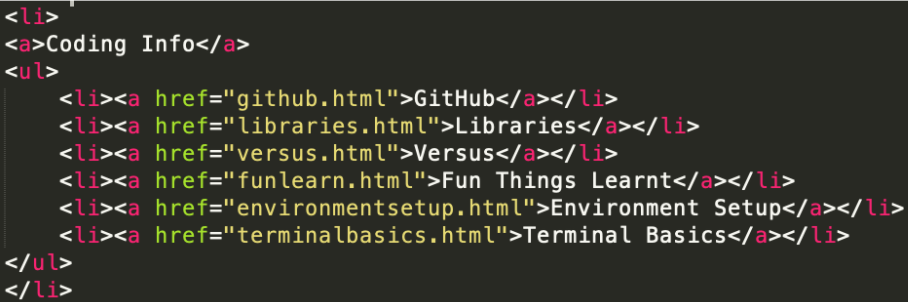 <li>
<a>Coding Info</a>
<ul>
    <li><a href="github.html">GitHub</a></li>
    <li><a href="libraries.html">Libraries</a></li>
    <li><a href="versus.html">Versus</a></li>
    <li><a href="funlearn.html">Fun Things Learnt</a></li>
    <li><a href="environmentsetup.html">Environment Setup</a></li>
    <li><a href="terminalbasics.html">Terminal Basics</a></li>
</ul>
</li>